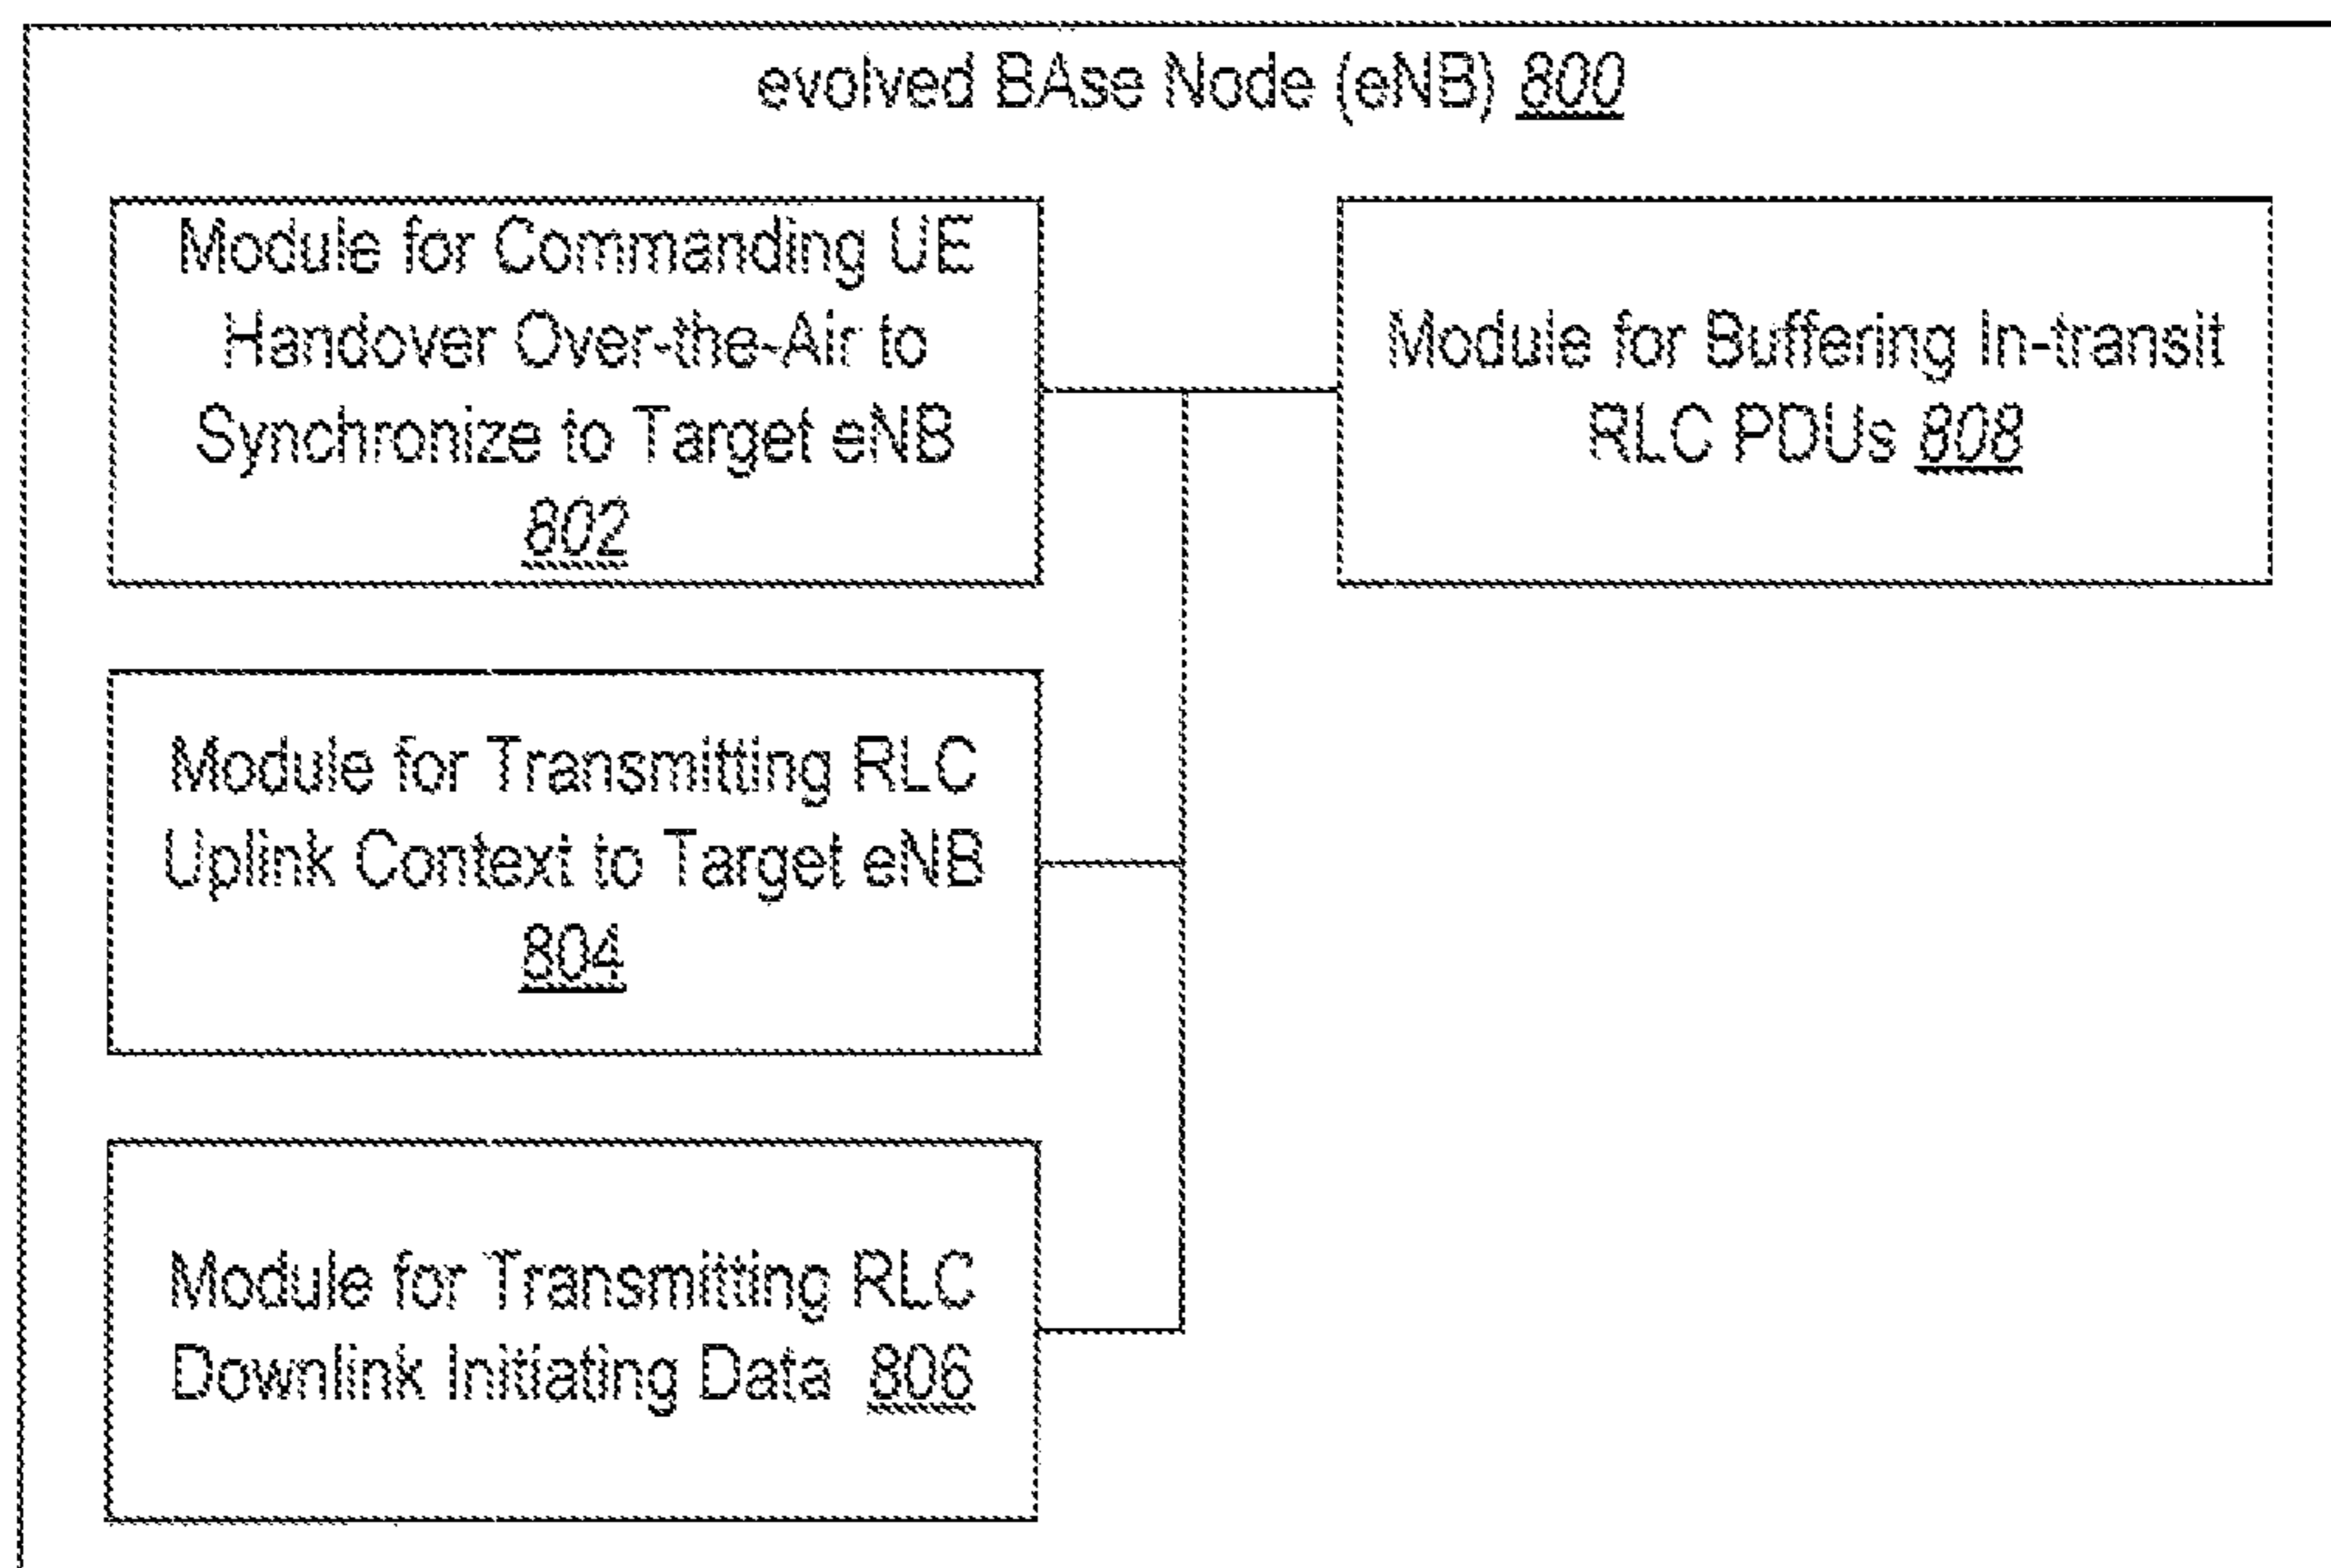 evolved BAse Node (eNB) 800
Module for Commanding UE
Handover Over-the-Air to
Synchronize to Target eNB
802
Module for Buffering In-transit
RLC PDUs 808
Module for Transmitting RLC
Uplink Context to Target eNB
804
Module for Transmitting RLC
Downlink Initiating Data 806